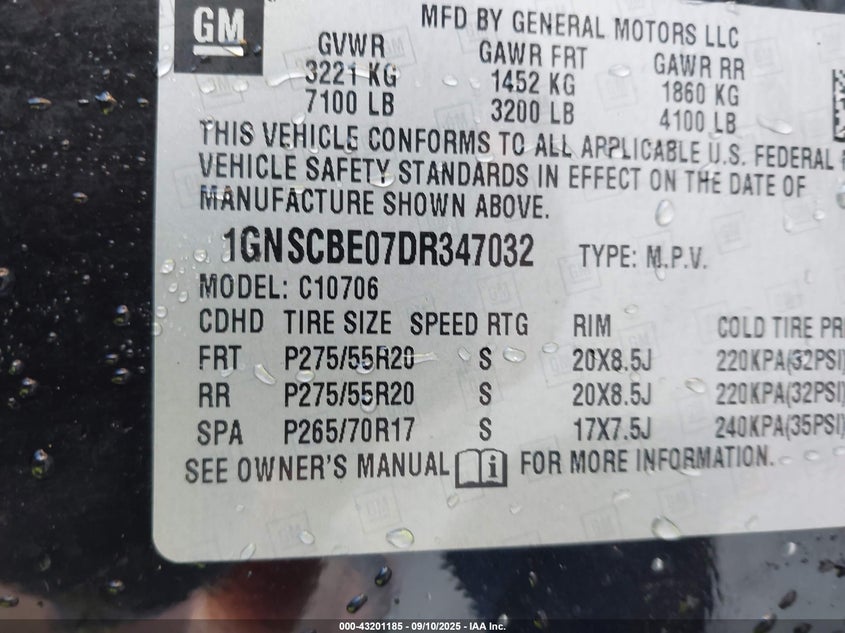 GM
MFD BY GENERAL MOTORS LLC
GVWR GAWR FRT GAWR RR
3221 KG 1452 KG 1860 KG
7100 LB 3200 LB 4100 LB
THIS VEHICLE CONFORMS TO ALL APPLICABLE U.S. FEDERAL
VEHICLE SAFETY STANDARDS IN EFFECT ON THE DATE OF
MANUFACTURE SHOWN ABOVE.
1GNSCBE07DR347032 TYPE: M.P.V.
MODEL: C10706
CDHD TIRE SIZE SPEED RTG RIM COLD TIRE PR
FRT P275/55R20 S 20X8.5J 220KPA(32PSI)
RR P275/55R20 S 20X8.5J 220KPA(32PSI)
SPA P265/70R17 S 17X7.5J 240KPA(35PSI)
SEE OWNER'S MANUAL i FOR MORE INFORMATION.
000-43201185 - 09/10/2025 - IAA Inc.